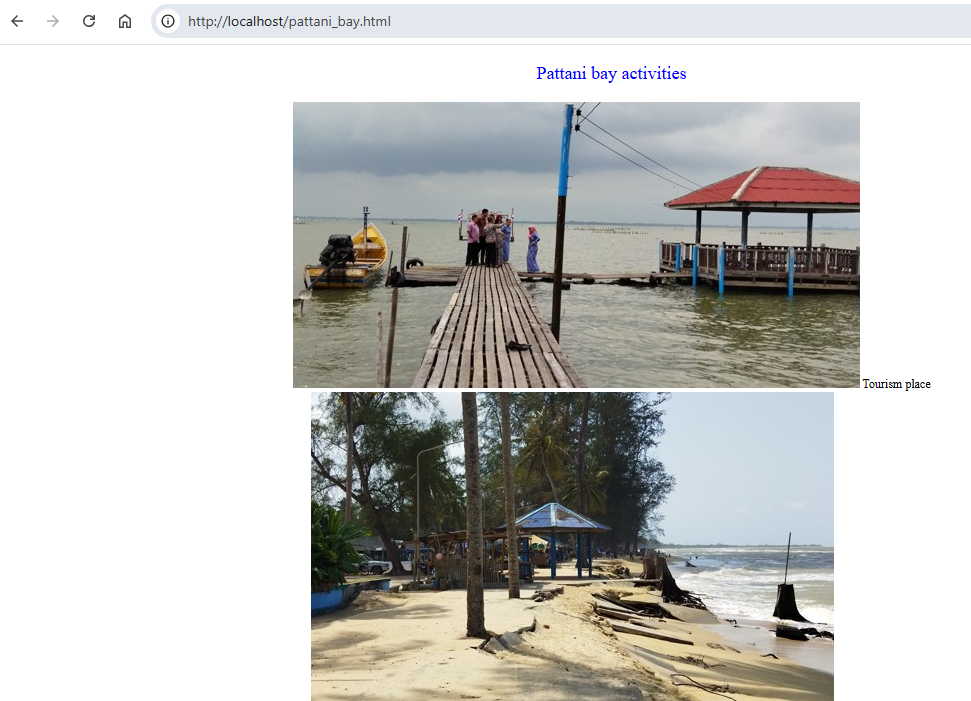 http://localhost/pattani_bay.html
Pattani bay activities
Tourism place